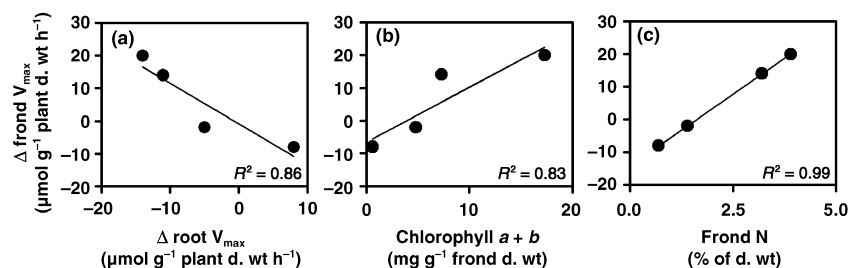 Δ frond Vmax
(μmol g⁻¹ plant d. wt h⁻¹)
30
20
10
0
−10
−20
(a)
R² = 0.86
−20
−10
0
10
Δ root Vmax
(μmol g⁻¹ plant d. wt h⁻¹)
30
20
10
0
−10
−20
(b)
R² = 0.83
0
10
20
Chlorophyll a + b
(mg g⁻¹ frond d. wt)
30
20
10
0
−10
−20
(c)
R² = 0.99
0.0
2.5
5.0
Frond N
(% of d. wt)